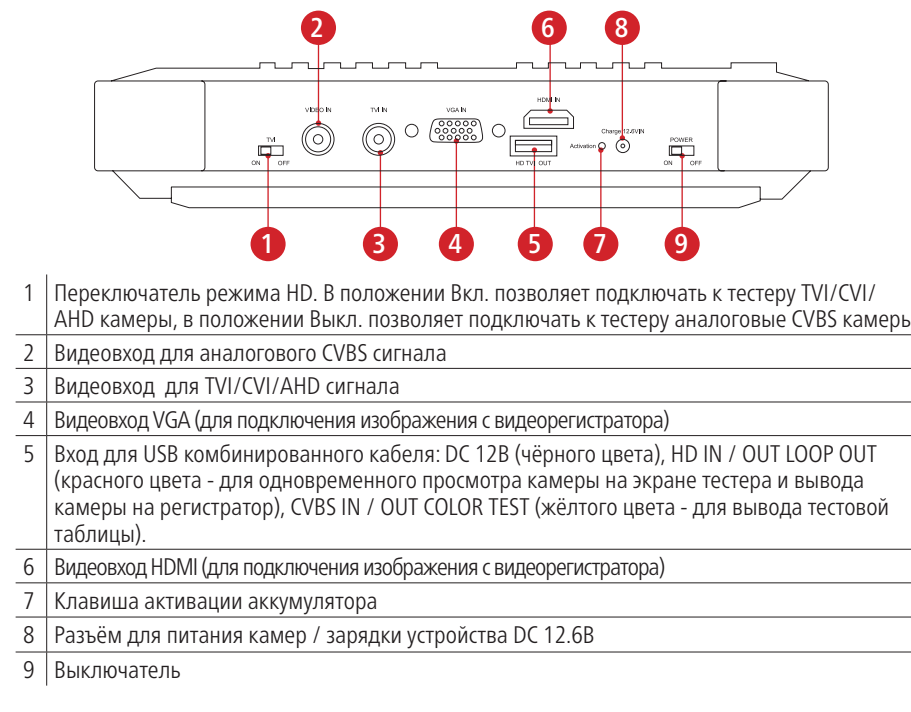 2
6
8
HDMI IN
VIDEO IN
TVI IN
VGA IN
Charge 12.6VIN
TVI
Activation
POWER
ON OFF
HD TVI OUT
ON OFF
1
3
4
5
7
9
1 Переключатель режима HD. В положении Вкл. позволяет подключать к тестеру TVI/CVI/
AHD камеры, в положении Выкл. позволяет подключать к тестеру аналоговые CVBS камеры
2 Видеовход для аналогового CVBS сигнала
3 Видеовход для TVI/CVI/AHD сигнала
4 Видеовход VGA (для подключения изображения с видеорегистратора)
5 Вход для USB комбинированного кабеля: DC 12В (чёрного цвета), HD IN / OUT LOOP OUT
(красного цвета - для одновременного просмотра камеры на экране тестера и вывода
камеры на регистратор), CVBS IN / OUT COLOR TEST (жёлтого цвета - для вывода тестовой
таблицы).
6 Видеовход HDMI (для подключения изображения с видеорегистратора)
7 Клавиша активации аккумулятора
8 Разъём для питания камер / зарядки устройства DC 12.6В
9 Выключатель